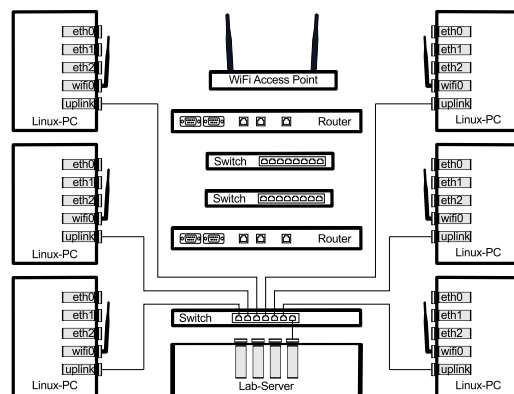 eth0
eth1
eth2
wifi0
uplink
Linux-PC
eth0
eth1
eth2
wifi0
uplink
Linux-PC
eth0
eth1
eth2
wifi0
uplink
Linux-PC
WiFi Access Point
Router
Switch
Switch
Router
Switch
Lab-Server
eth0
eth1
eth2
wifi0
uplink
Linux-PC
eth0
eth1
eth2
wifi0
uplink
Linux-PC
eth0
eth1
eth2
wifi0
uplink
Linux-PC